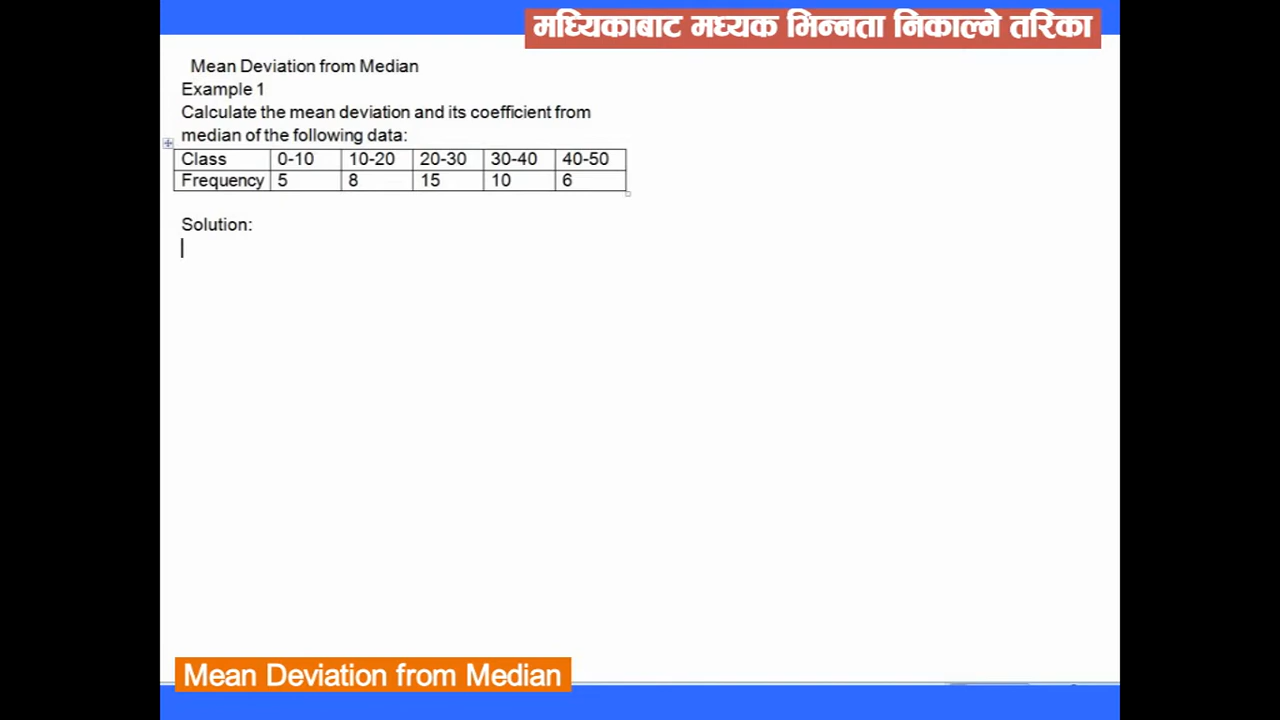 मध्यिकाबाट मध्यक भिन्नता निकाल्ने तरिका
Mean Deviation from Median
Example 1
Calculate the mean deviation and its coefficient from
median of the following data:
Class 0-10 10-20 20-30 30-40 40-50
Frequency 5 8 15 10 6
Solution:
Mean Deviation from Median